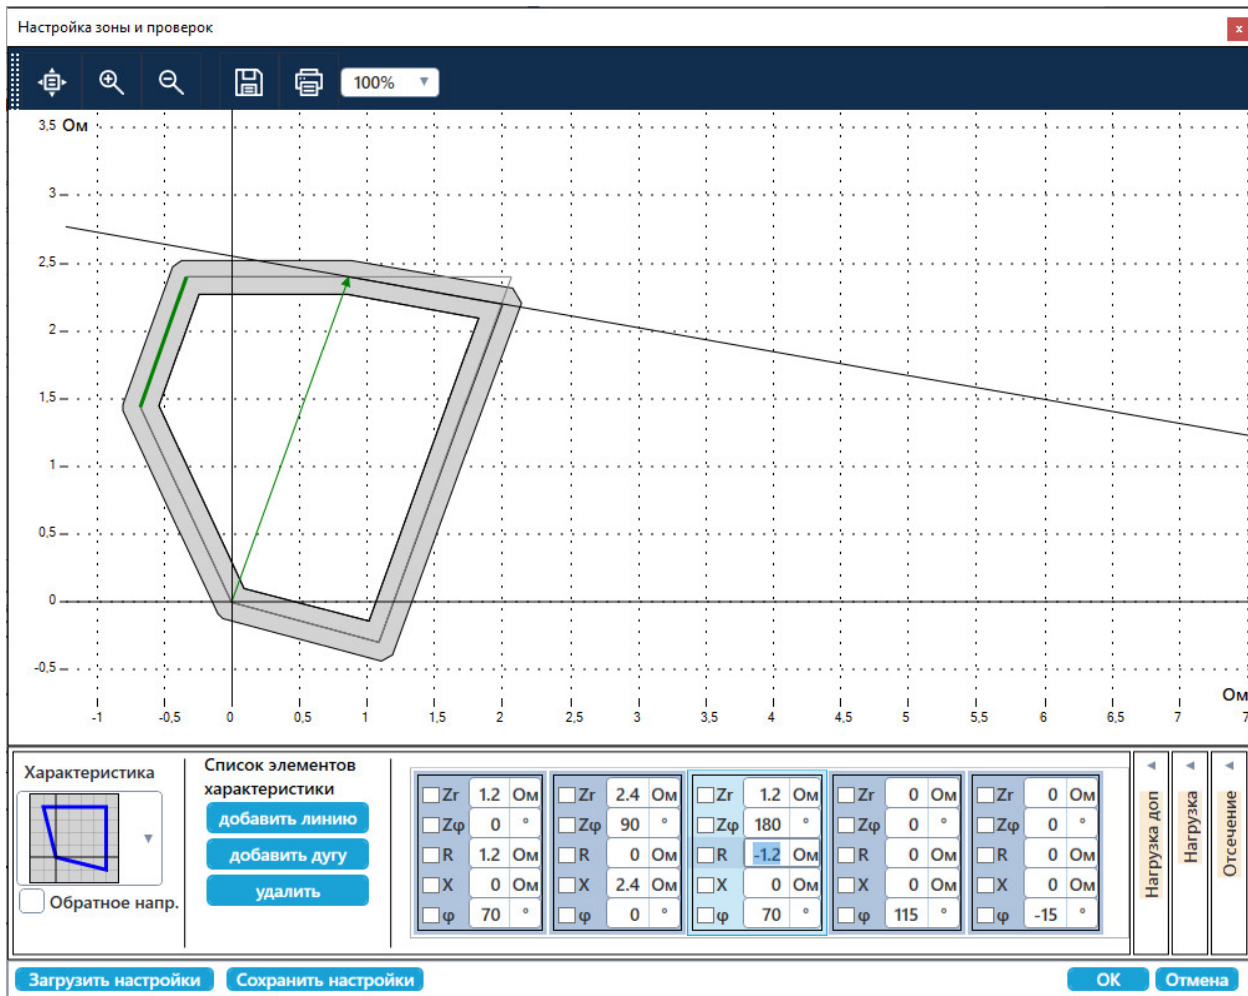 Настройка зоны и проверок
x
100%
3,5 Ом
3
2,5
2
1,5
1
0,5
0
-0,5
Ом
-1 -0,5 0 0,5 1 1,5 2 2,5 3 3,5 4 4,5 5 5,5 6 6,5 7 7
Характеристика
Обратное напр.
Список элементов
характеристики
добавить линию
добавить дугу
удалить
Zr 1.2 Ом
Zφ 0 °
R 1.2 Ом
X 0 Ом
φ 70 °
Zr 2.4 Ом
Zφ 90 °
R 0 Ом
X 2.4 Ом
φ 0 °
Zr 1.2 Ом
Zφ 180 °
R -1.2 Ом
X 0 Ом
φ 70 °
Zr 0 Ом
Zφ 0 °
R 0 Ом
X 0 Ом
φ 115 °
Zr 0 Ом
Zφ 0 °
R 0 Ом
X 0 Ом
φ -15 °
Нагрузка доп
Нагрузка
Отсечение
Загрузить настройки Сохранить настройки
ОК Отмена